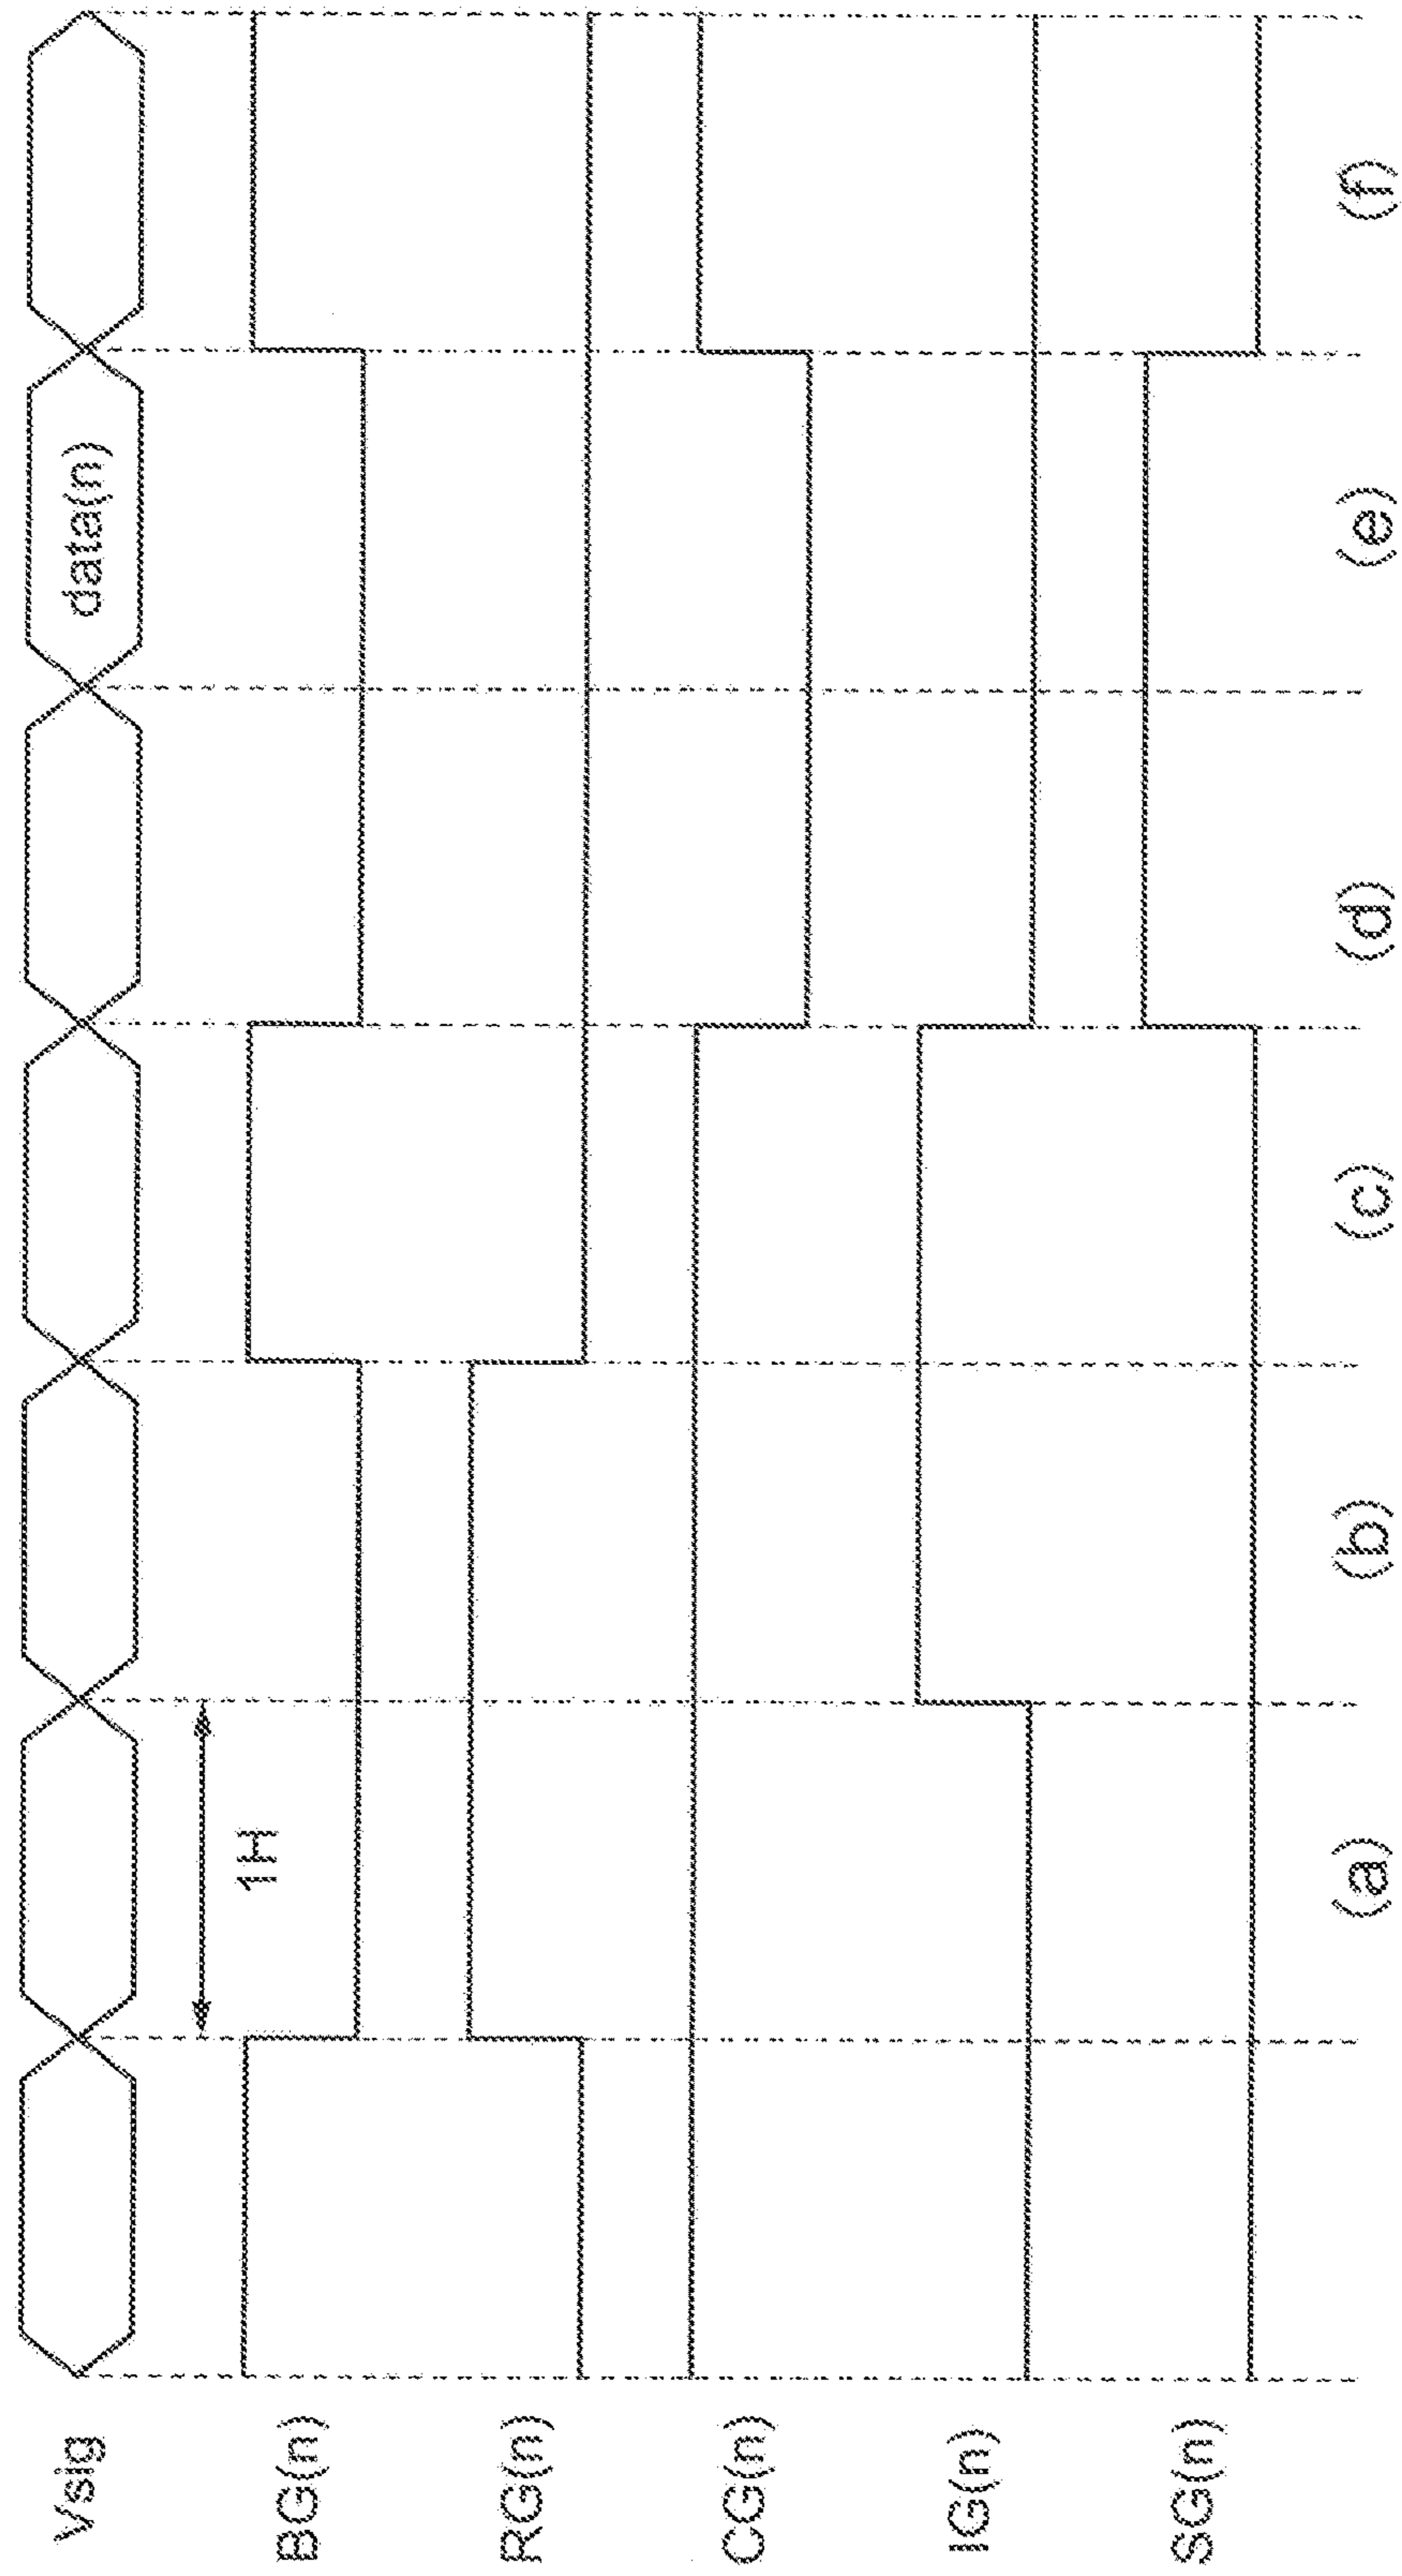 Vsig
data(n)
1H
BG(n)
RG(n)
CG(n)
IG(n)
SG(n)
(a)
(b)
(c)
(d)
(e)
(f)